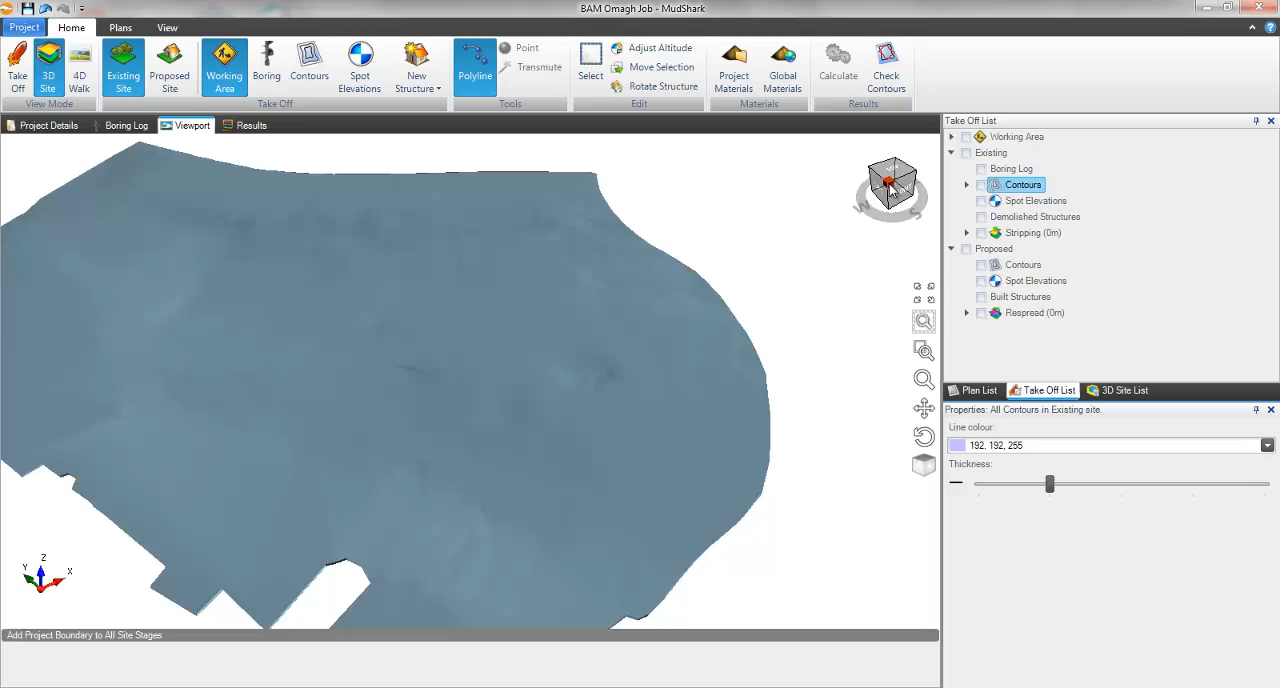 BAM Omagh Job - MudShark
Project Home Plans View
Take Off
3D Site
4D Walk
View Mode
Existing Site
Proposed Site
Working Area
Boring
Contours
Spot Elevations
New Structure
Take Off
Polyline
Point
Transmute
Tools
Select
Adjust Altitude
Move Selection
Rotate Structure
Edit
Project Materials
Global Materials
Materials
Calculate
Check Contours
Results
Project Details Boring Log Viewport Results
W S
Z
Y X
Add Project Boundary to All Site Stages
Take Off List
Working Area
Existing
Boring Log
Contours
Spot Elevations
Demolished Structures
Stripping (0m)
Proposed
Contours
Spot Elevations
Built Structures
Respread (0m)
Plan List Take Off List 3D Site List
Properties: All Contours in Existing site
Line colour:
192, 192, 255
Thickness: